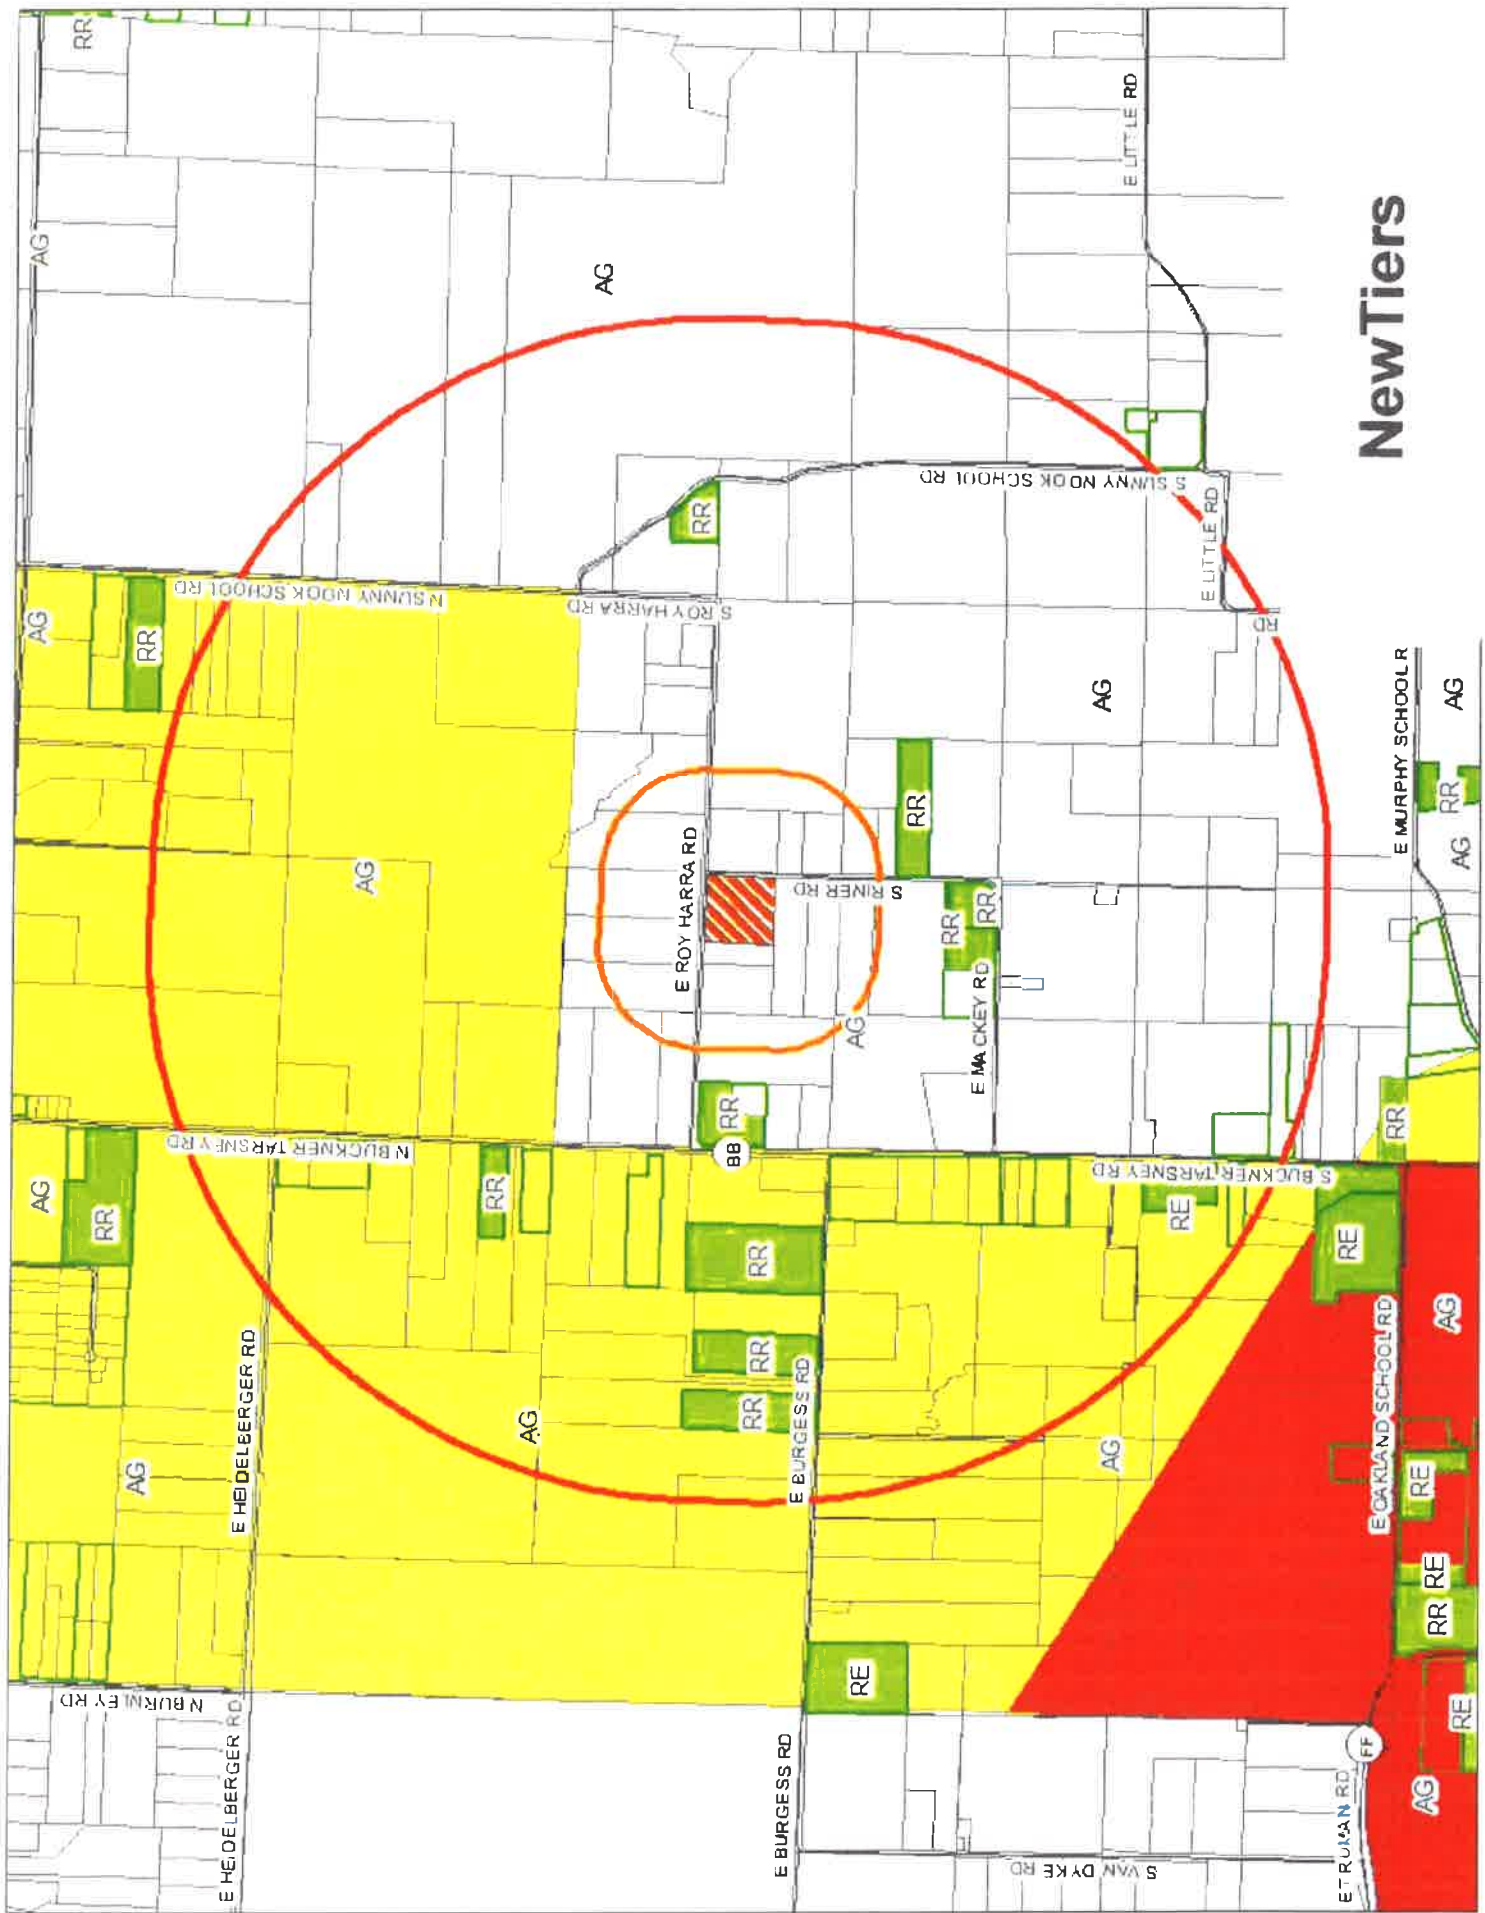 RR
AG
AG
E LITTLE RD
NewTiers
S SUNNY NOOK SCHOOL RD
E LITTLE RD
RD
RR
N SUNNY NOOK SCHOOL RD
S ROY HARRA RD
AG
RR
AG
AG
E MURPHY SCHOOL R
AG
RR
AG
RR
E ROY HARRA RD
S RINER RD
RR
RR
AG
E MACKEY RD
RR
BB
N BUCKNER TARSNEY RD
S BUCKNER TARSNEY RD
RR
AG
RR
RR
RE
RE
RR
RR
RR
E HEIDELBERGER RD
AG
AG
E BURGESS RD
AG
E OAKLAND SCHOOL RD
AG
RE
RE
RR
RE
RE
N BURNLEY RD
E HEIDELBERGER RD
E BURGESS RD
S VAN DYKE RD
E TRUMAN RD
FF
AG